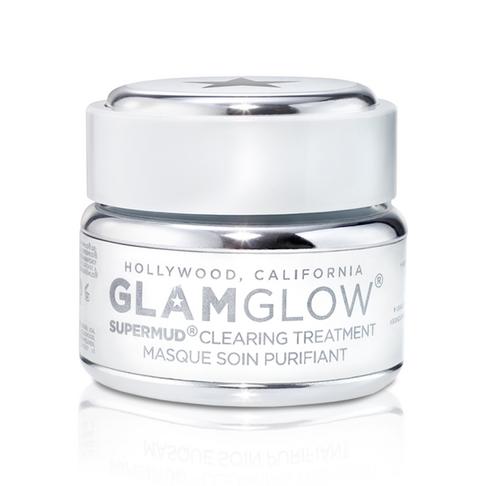 HOLLYWOOD, CALIFORNIA
GLAMGLOW®
SUPERMUD® CLEARING TREATMENT
MASQUE SOIN PURIFIANT